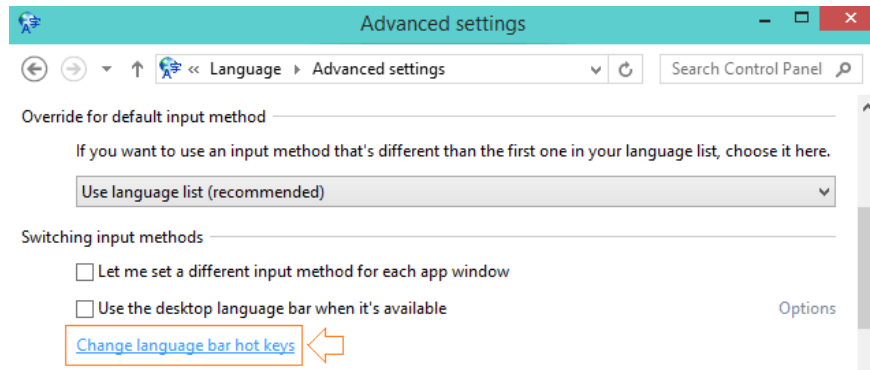 Advanced settings
« Language ▸ Advanced settings
Search Control Panel
Override for default input method
If you want to use an input method that's different than the first one in your language list, choose it here.
Use language list (recommended)
Switching input methods
Let me set a different input method for each app window
Use the desktop language bar when it's available
Options
Change language bar hot keys